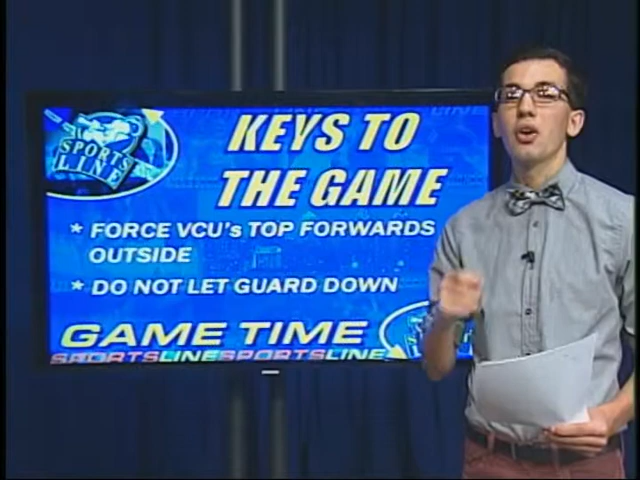 SPORTS
LINE
KEYS TO
THE GAME
* FORCE VCU's TOP FORWARDS
OUTSIDE
* DO NOT LET GUARD DOWN
GAME TIME
SPORTSLINESPORTSLINE